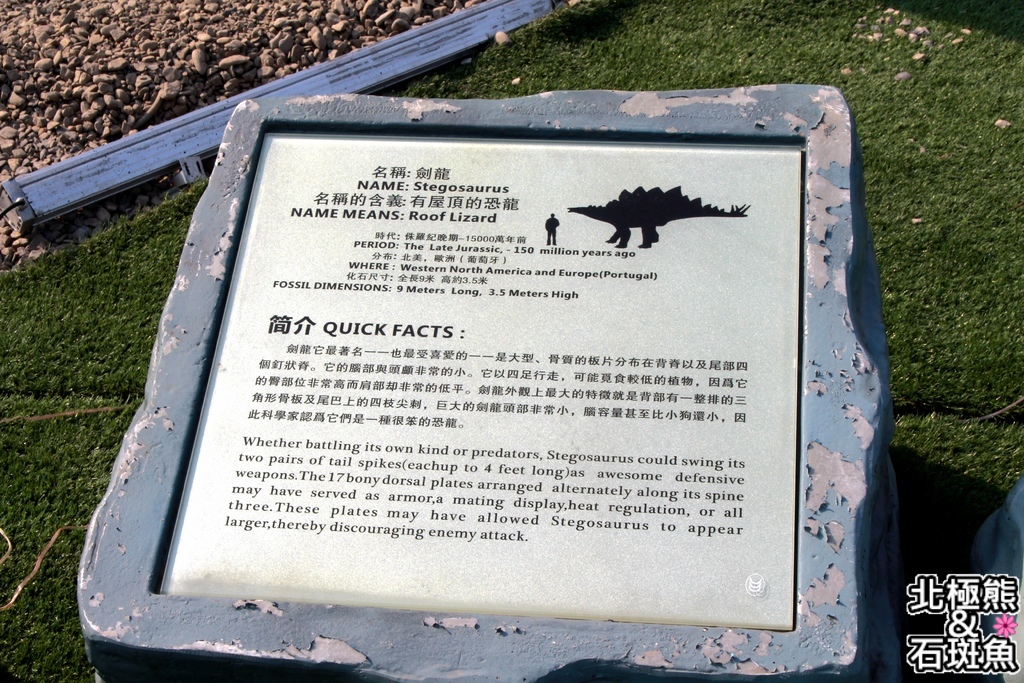 名稱: 劍龍
NAME: Stegosaurus
名稱的含義: 有屋頂的恐龍
NAME MEANS: Roof Lizard
時代: 侏羅紀晚期-15000萬年前
PERIOD: The Late Jurassic, - 150 million years ago
分布: 北美, 歐洲 ( 葡萄牙 )
WHERE : Western North America and Europe(Portugal)
化石尺寸: 全長9米 高約3.5米
FOSSIL DIMENSIONS: 9 Meters Long, 3.5 Meters High
简介 QUICK FACTS :
劍龍它最著名一一也最受喜愛的一一是大型、骨質的板片分布在背脊以及尾部四
個釘狀脊。它的腦部與頭顱非常的小。它以四足行走, 可能覓食較低的植物, 因爲它
的臀部位非常高而肩部却非常的低平。劍龍外觀上最大的特徵就是背部有一整排的三
角形骨板及尾巴上的四枝尖刺, 巨大的劍龍頭部非常小, 腦容量甚至比小狗還小, 因
此科學家認爲它們是一種很笨的恐龍。
Whether battling its own kind or predators, Stegosaurus could swing its
two pairs of tail spikes(eachup to 4 feet long)as awesome defensive
weapons.The 17 bony dorsal plates arranged alternately along its spine
may have served as armor,a mating display,heat regulation, or all
three.These plates may have allowed Stegosaurus to appear
larger,thereby discouraging enemy attack.
北極熊
&
石斑魚